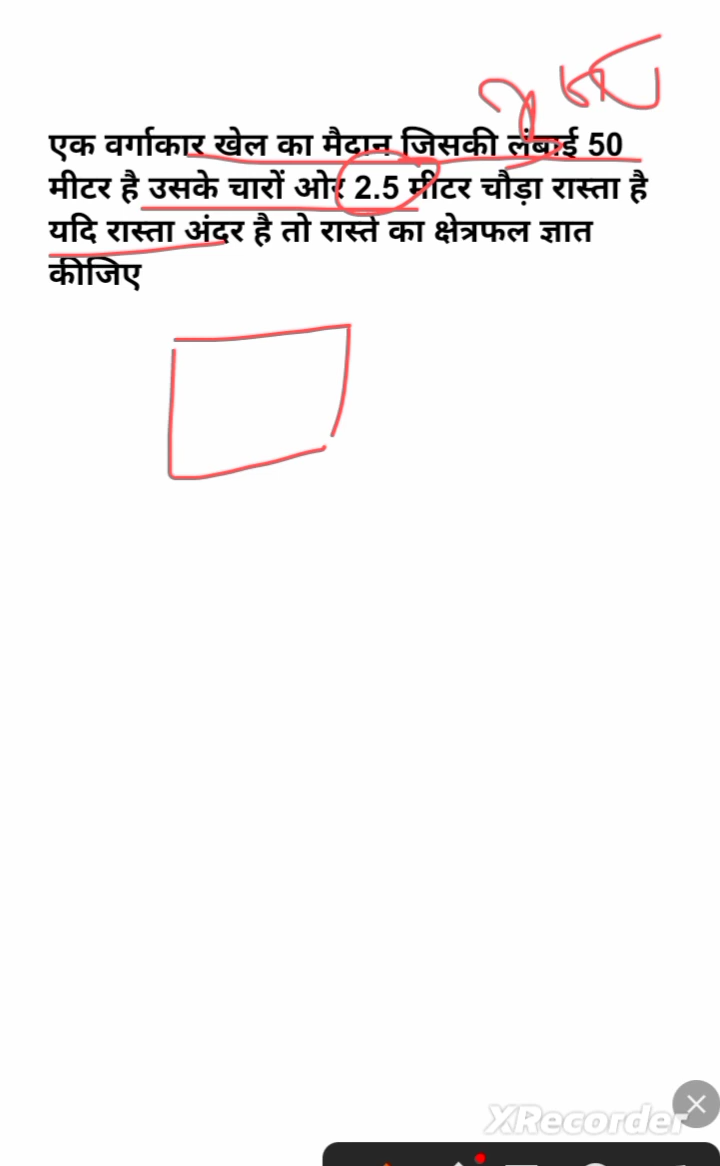 एक वर्गाकार खेल का मैदान जिसकी लंबाई 50
मीटर है उसके चारों ओर 2.5 मीटर चौड़ा रास्ता है
यदि रास्ता अंदर है तो रास्ते का क्षेत्रफल ज्ञात
कीजिए
XRecorder